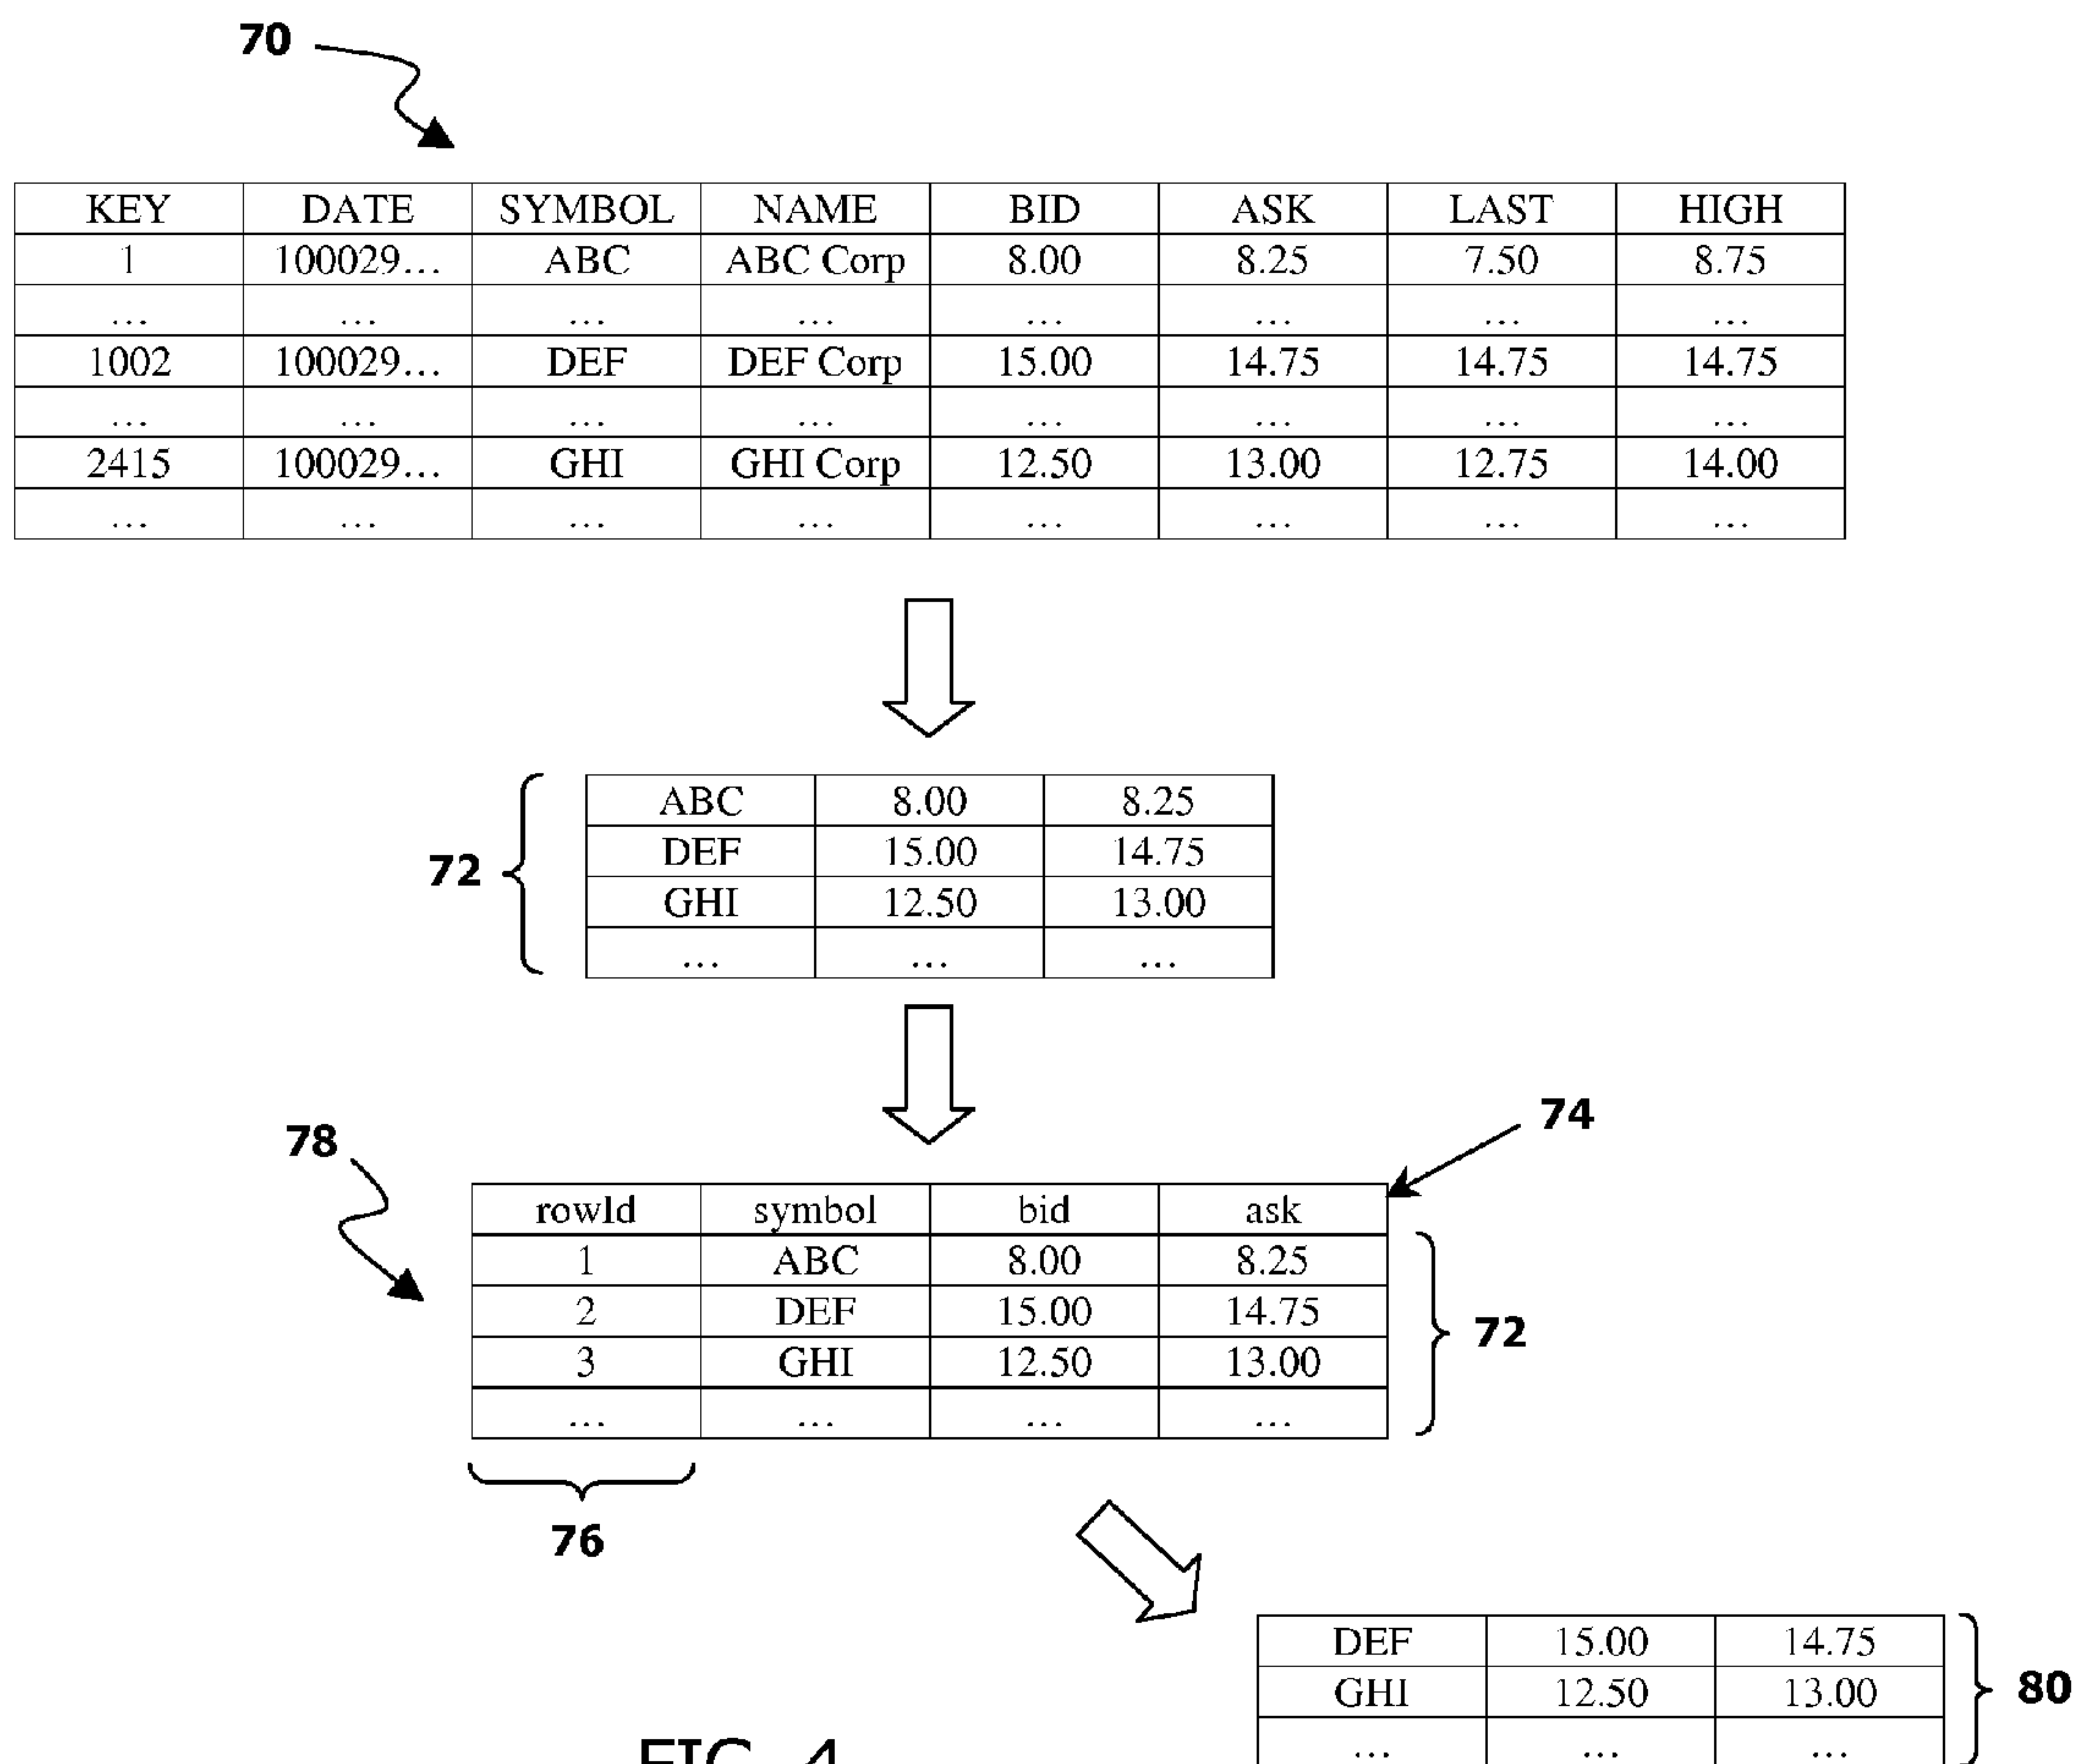 70
KEY DATE SYMBOL NAME BID ASK LAST HIGH
1 100029... ABC ABC Corp 8.00 8.25 7.50 8.75
... ... ... ... ... ... ... ...
1002 100029... DEF DEF Corp 15.00 14.75 14.75 14.75
... ... ... ... ... ... ... ...
2415 100029... GHI GHI Corp 12.50 13.00 12.75 14.00
... ... ... ... ... ... ... ...
72
ABC 8.00 8.25
DEF 15.00 14.75
GHI 12.50 13.00
... ... ...
74
78
rowId symbol bid ask
1 ABC 8.00 8.25
2 DEF 15.00 14.75
3 GHI 12.50 13.00
... ... ... ...
72
76
DEF 15.00 14.75
GHI 12.50 13.00
... ... ...
80
FIG. 4